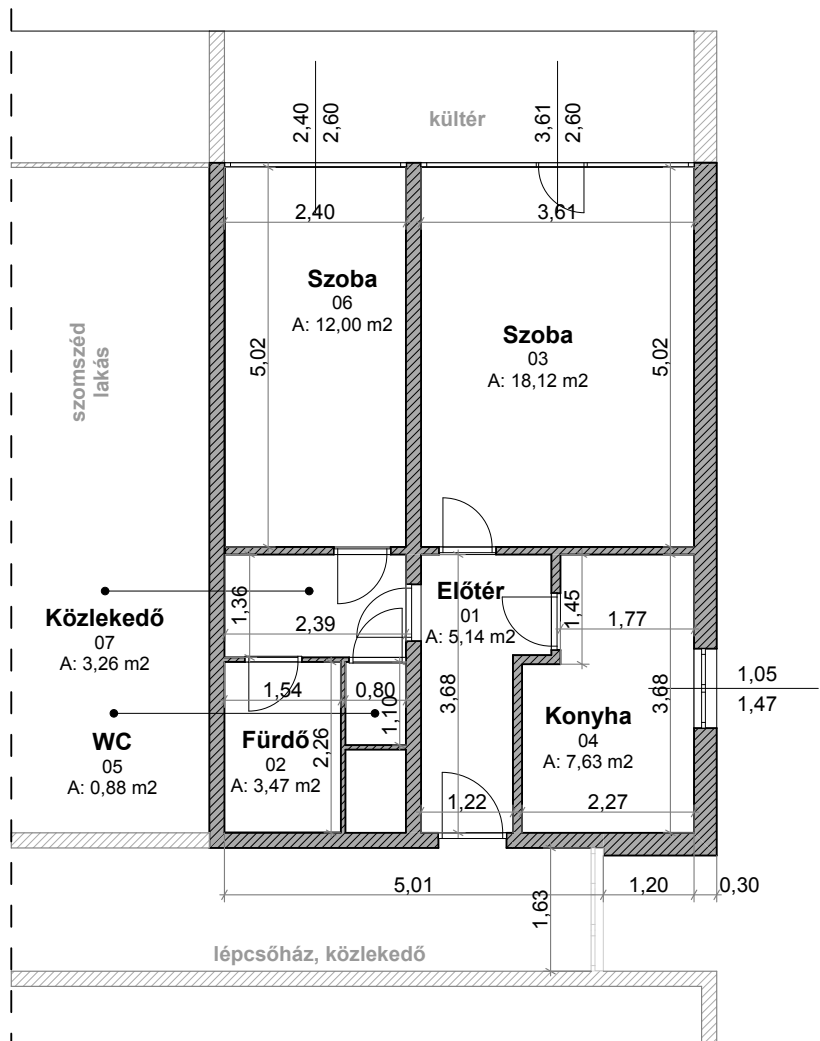 2,40
2,60
3,61
2,60
kültér
2,40
3,61
Szoba
06
A: 12,00 m2
5,02
Szoba
03
A: 18,12 m2
5,02
szomszéd
lakás
Közlekedő
07
A: 3,26 m2
1,36
2,39
Előtér
01
A: 5,14 m2
1,45
1,77
3,68
3,68
1,54
0,80
1,10
1,05
1,47
WC
05
A: 0,88 m2
Fürdő
02
A: 3,47 m2
2,26
Konyha
04
A: 7,63 m2
1,22
2,27
5,01
1,20
0,30
1,63
lépcsőház, közlekedő